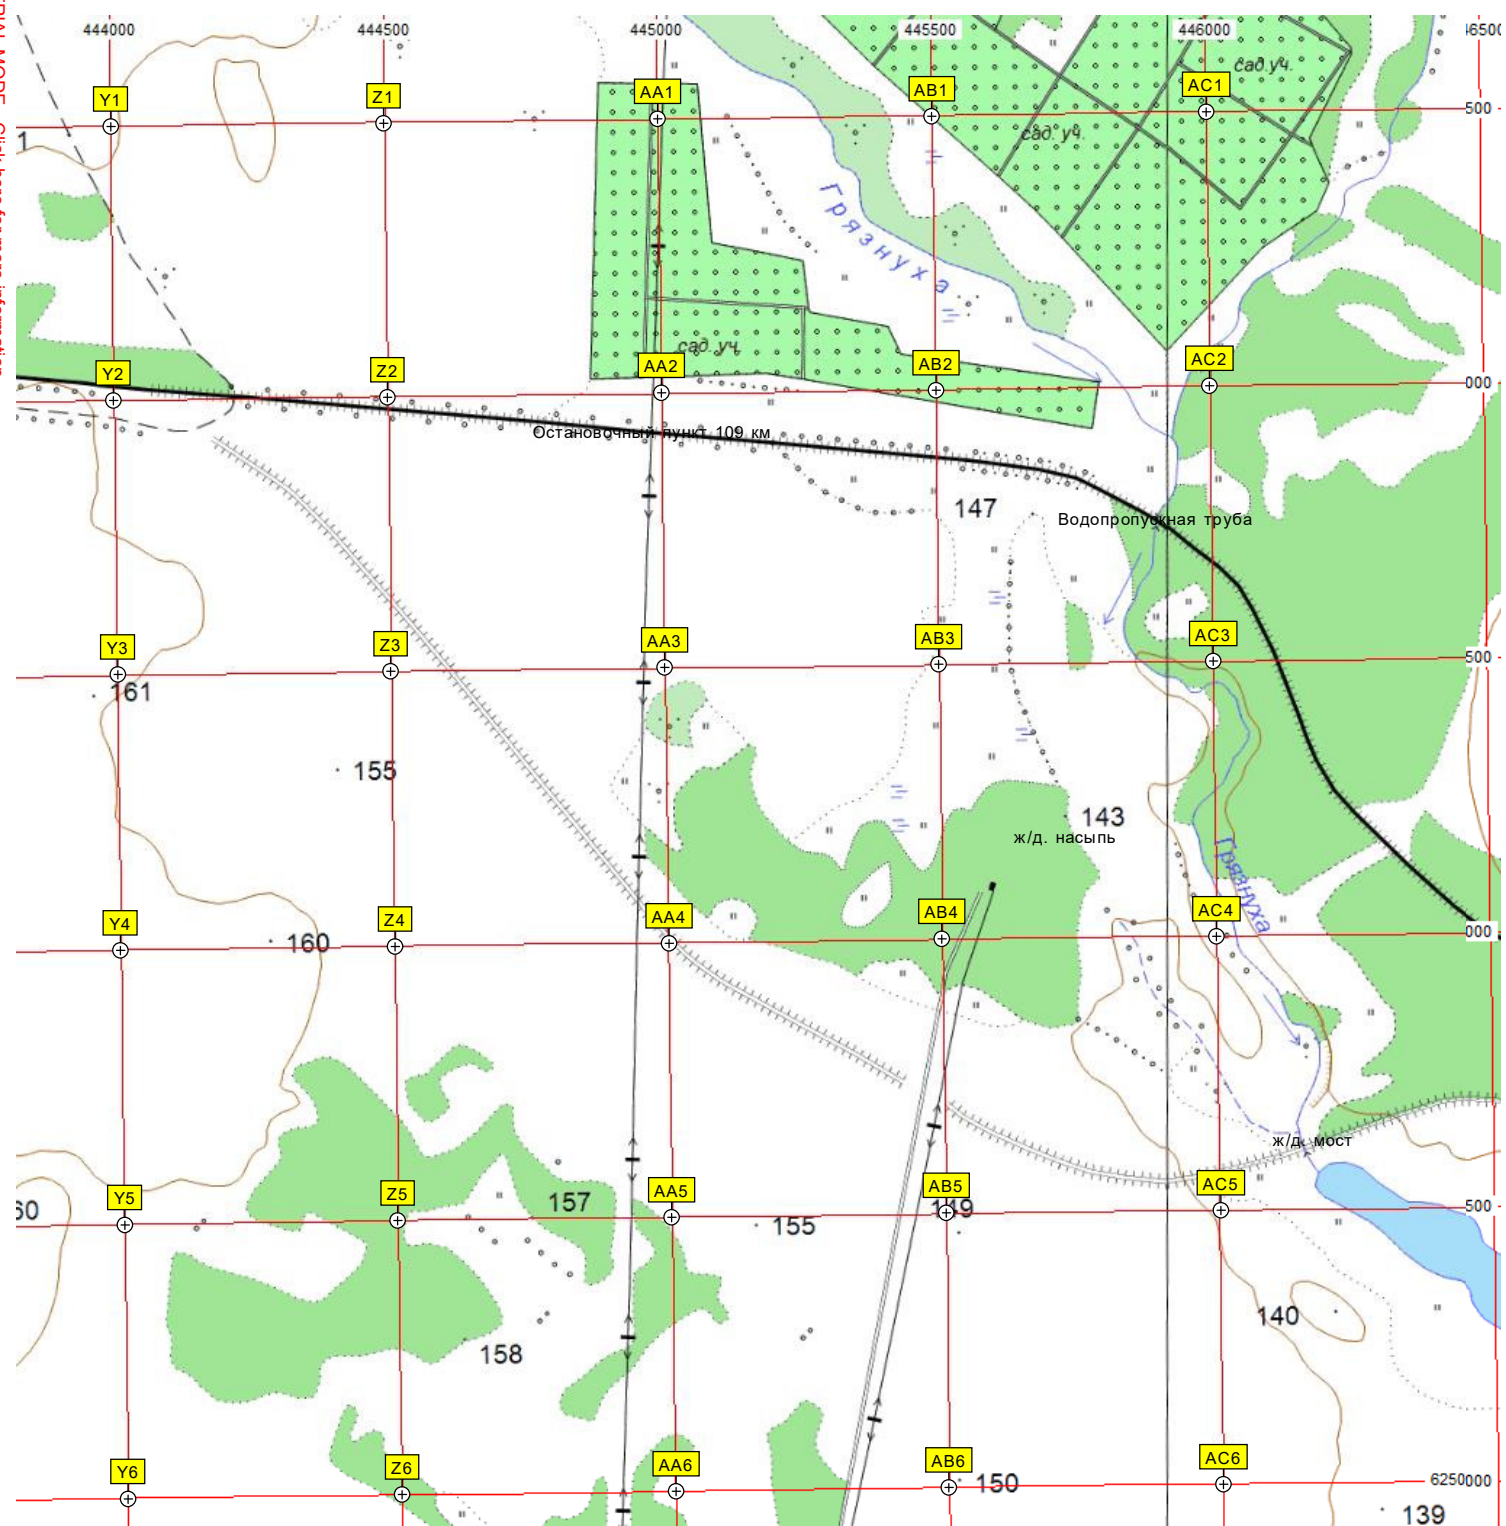 444000 444500 445000 445500 446000
Y1 Z1 AA1 AB1 AC1
сад. уч.
500
сад. уч.
1
Грязнуха
сад. уч.
Y2 Z2 AA2 AB2 AC2
000
Остановочный пункт 109 км
147
Водопропускная труба
Y3 Z3 AA3 AB3 AC3
500
161
155
143
ж/д. насыпь
Грязнуха
Y4 Z4 AA4 AB4 AC4
000
160
ж/д. мост
Y5 Z5 AA5 AB5 AC5
60
157
155
500
140
158
Y6 Z6 AA6 AB6 AC6
150
6250000
139